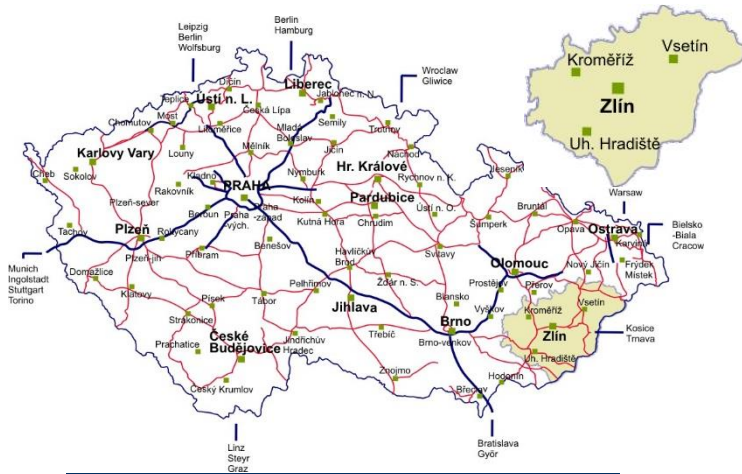 Leipzig
Berlin
Wolfsburg
Berlin
Hamburg
Wroclaw
Gliwice
Kroměříž
Vsetín
Zlín
Uh. Hradiště
Děčín
Liberec
Teplice
Ústí n. L.
Jablonec n. N.
Most
Chomutov
Česká Lípa
Litoměřice
Semily
Trutnov
Mladá
Boleslav
Karlovy Vary
Louny
Mělník
Jičín
Náchod
Cheb
Sokolov
Kladno
Nymburk
Hr. Králové
Rychnov n. K.
Jeseník
Rakovník
PRAHA
Plzeň-sever
Kolín
Pardubice
Warsaw
Beroun
Praha
-vých.
Praha
-západ
Kutná Hora
Chrudim
Ústí n. O.
Šumperk
Bruntál
Opava
Ostrava
Karviná
Bielsko
-Biala
Cracow
Tachov
Plzeň
Rokycany
Plzeň-jih
Příbram
Benešov
Havlíčkův
Brod
Svitavy
Olomouc
Nový Jičín
Frýdek
Místek
Munich
Ingolstadt
Stuttgart
Torino
Domažlice
Klatovy
Písek
Tábor
Pelhřimov
Žďár n. S.
Blansko
Prostějov
Přerov
Jihlava
Vyškov
Kroměříž
Vsetín
Strakonice
Prachatice
České
Budějovice
Jindřichův
Hradec
Třebíč
Brno
Brno-venkov
Zlín
Uh. Hradiště
Kosice
Trnava
Český Krumlov
Znojmo
Břeclav
Hodonín
Linz
Steyr
Graz
Bratislava
Györ